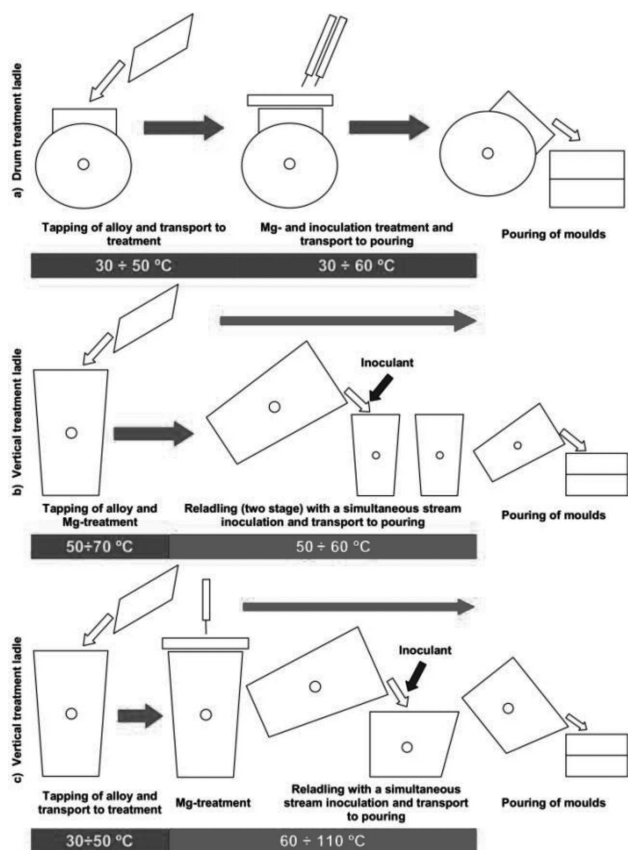 a) Drum treatment ladle
Tapping of alloy and transport to
treatment
Mg- and inoculation treatment and
transport to pouring
Pouring of moulds
30 ÷ 50 ºC
30 ÷ 60 ºC
b) Vertical treatment ladle
Inoculant
Tapping of alloy and
Mg-treatment
Reladling (two stage) with a simultaneous stream
inoculation and transport to pouring
Pouring of moulds
50÷70 ºC
50 ÷ 60 °C
c) Vertical treatment ladle
Inoculant
Tapping of alloy and
transport to treatment
Mg-treatment
Reladling with a simultaneous
stream inoculation and transport
to pouring
Pouring of moulds
30÷50 ºC
60 ÷ 110 °C